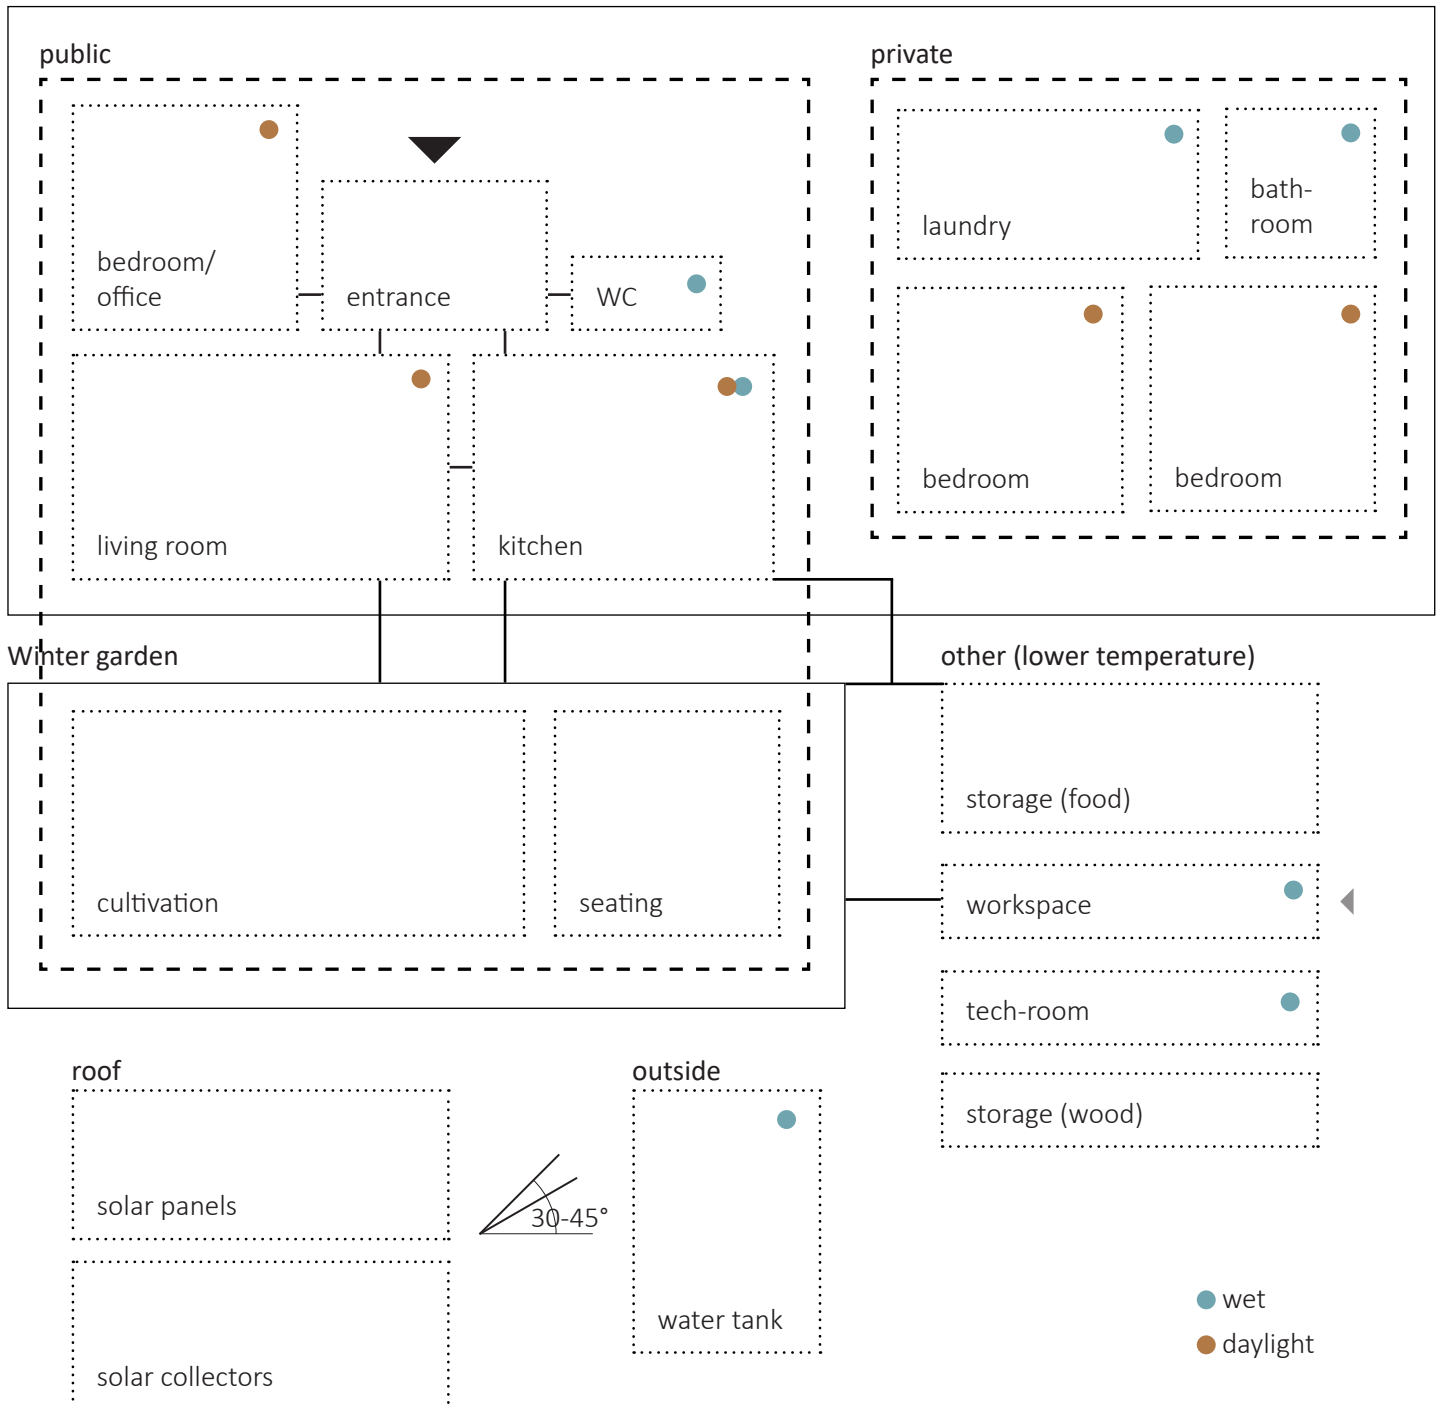 public
bedroom/
office
entrance
WC
living room
kitchen
private
laundry
bath-
room
bedroom
bedroom
Winter garden
cultivation
seating
other (lower temperature)
storage (food)
workspace
tech-room
storage (wood)
roof
solar panels
30-45°
solar collectors
outside
water tank
wet
daylight